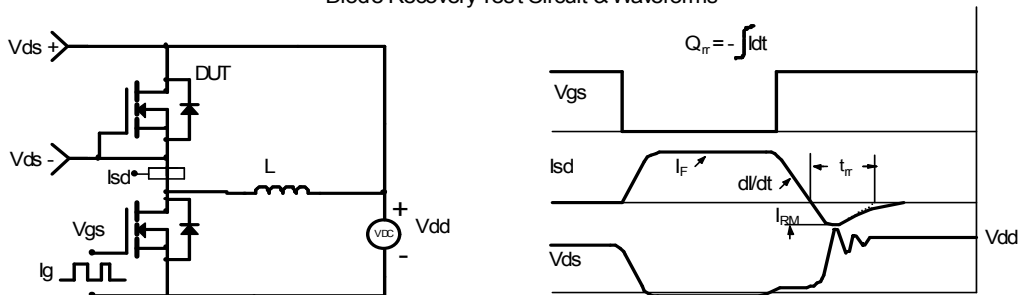 Diode Recovery Test Circuit & Waveforms
Vds +
DUT
Vds -
Isd
L
Vgs
Ig
VDC
+
Vdd
-
Q_rr = - ∫Idt
Vgs
Isd
I_F
dI/dt
t_rr
I_RM
Vdd
Vds